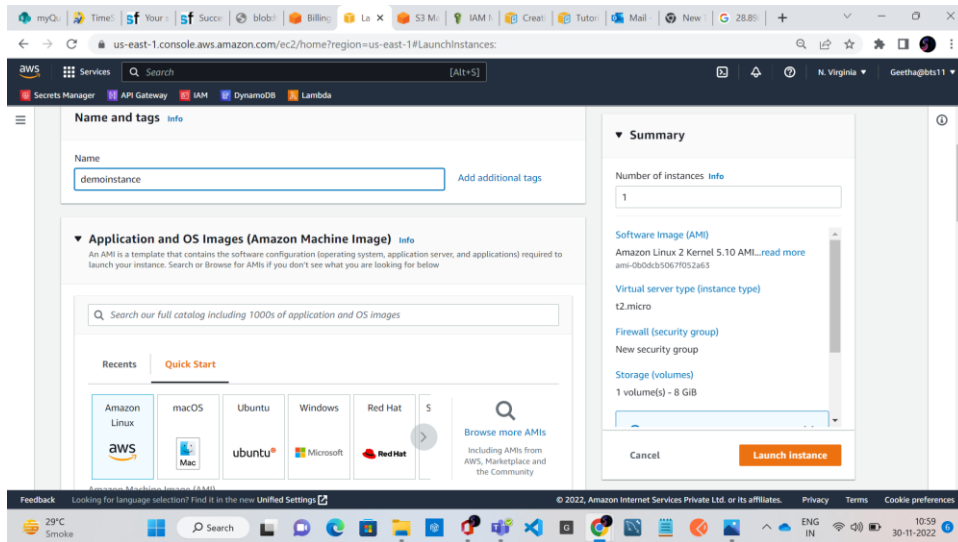 myQu
TimeS
Your s
Succe
blob:h
Billing
La
S3 Ma
IAM M
Creati
Tutor
Mail -
New T
28.89
us-east-1.console.aws.amazon.com/ec2/home?region=us-east-1#LaunchInstances:
aws
Services
Search
[Alt+S]
N. Virginia
Geetha@bts11
Secrets Manager
API Gateway
IAM
DynamoDB
Lambda
Name and tags Info
Name
demoinstance
Add additional tags
Application and OS Images (Amazon Machine Image) Info
An AMI is a template that contains the software configuration (operating system, application server, and applications) required to
launch your instance. Search or Browse for AMIs if you don't see what you are looking for below
Search our full catalog including 1000s of application and OS images
Recents
Quick Start
Amazon
Linux
aws
macOS
Mac
Ubuntu
ubuntu
Windows
Microsoft
Red Hat
Red Hat
S
Browse more AMIs
Including AMIs from
AWS, Marketplace and
the Community
Amazon Machine Image (AMI)
Summary
Number of instances Info
1
Software Image (AMI)
Amazon Linux 2 Kernel 5.10 AMI...read more
ami-0b0dcb5067f052a63
Virtual server type (instance type)
t2.micro
Firewall (security group)
New security group
Storage (volumes)
1 volume(s) - 8 GiB
Cancel
Launch instance
Feedback
Looking for language selection? Find it in the new Unified Settings
© 2022, Amazon Internet Services Private Ltd. or its affiliates.
Privacy
Terms
Cookie preferences
29°C
Smoke
Search
ENG
IN
10:59
30-11-2022
6